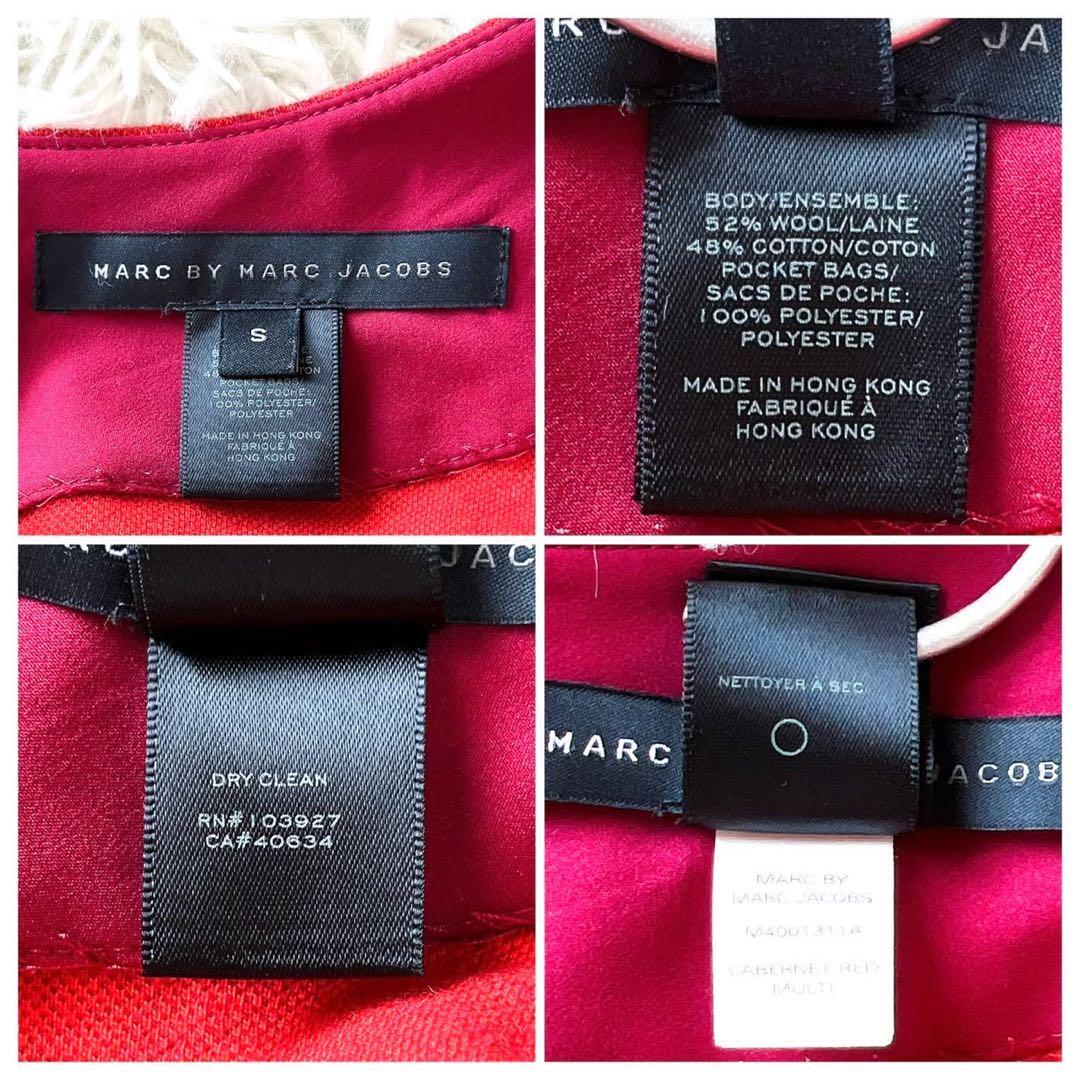 MARC BY MARC JACOBS
S
POCKET BAGS/
SACS DE POCHE:
100% POLYESTER/
POLYESTER
MADE IN HONG KONG
FABRIQUÉ À
HONG KONG
JA
BODY/ENSEMBLE:
52% WOOL/LAINE
48% COTTON/COTON
POCKET BAGS/
SACS DE POCHE:
100% POLYESTER/
POLYESTER
MADE IN HONG KONG
FABRIQUÉ À
HONG KONG
JAC
DRY CLEAN
RN#103927
CA#40634
NETTOYER À SEC
MARC JACOB
MARC BY
MARC JACOBS
M4001311A
CABERNET RED
MULTI